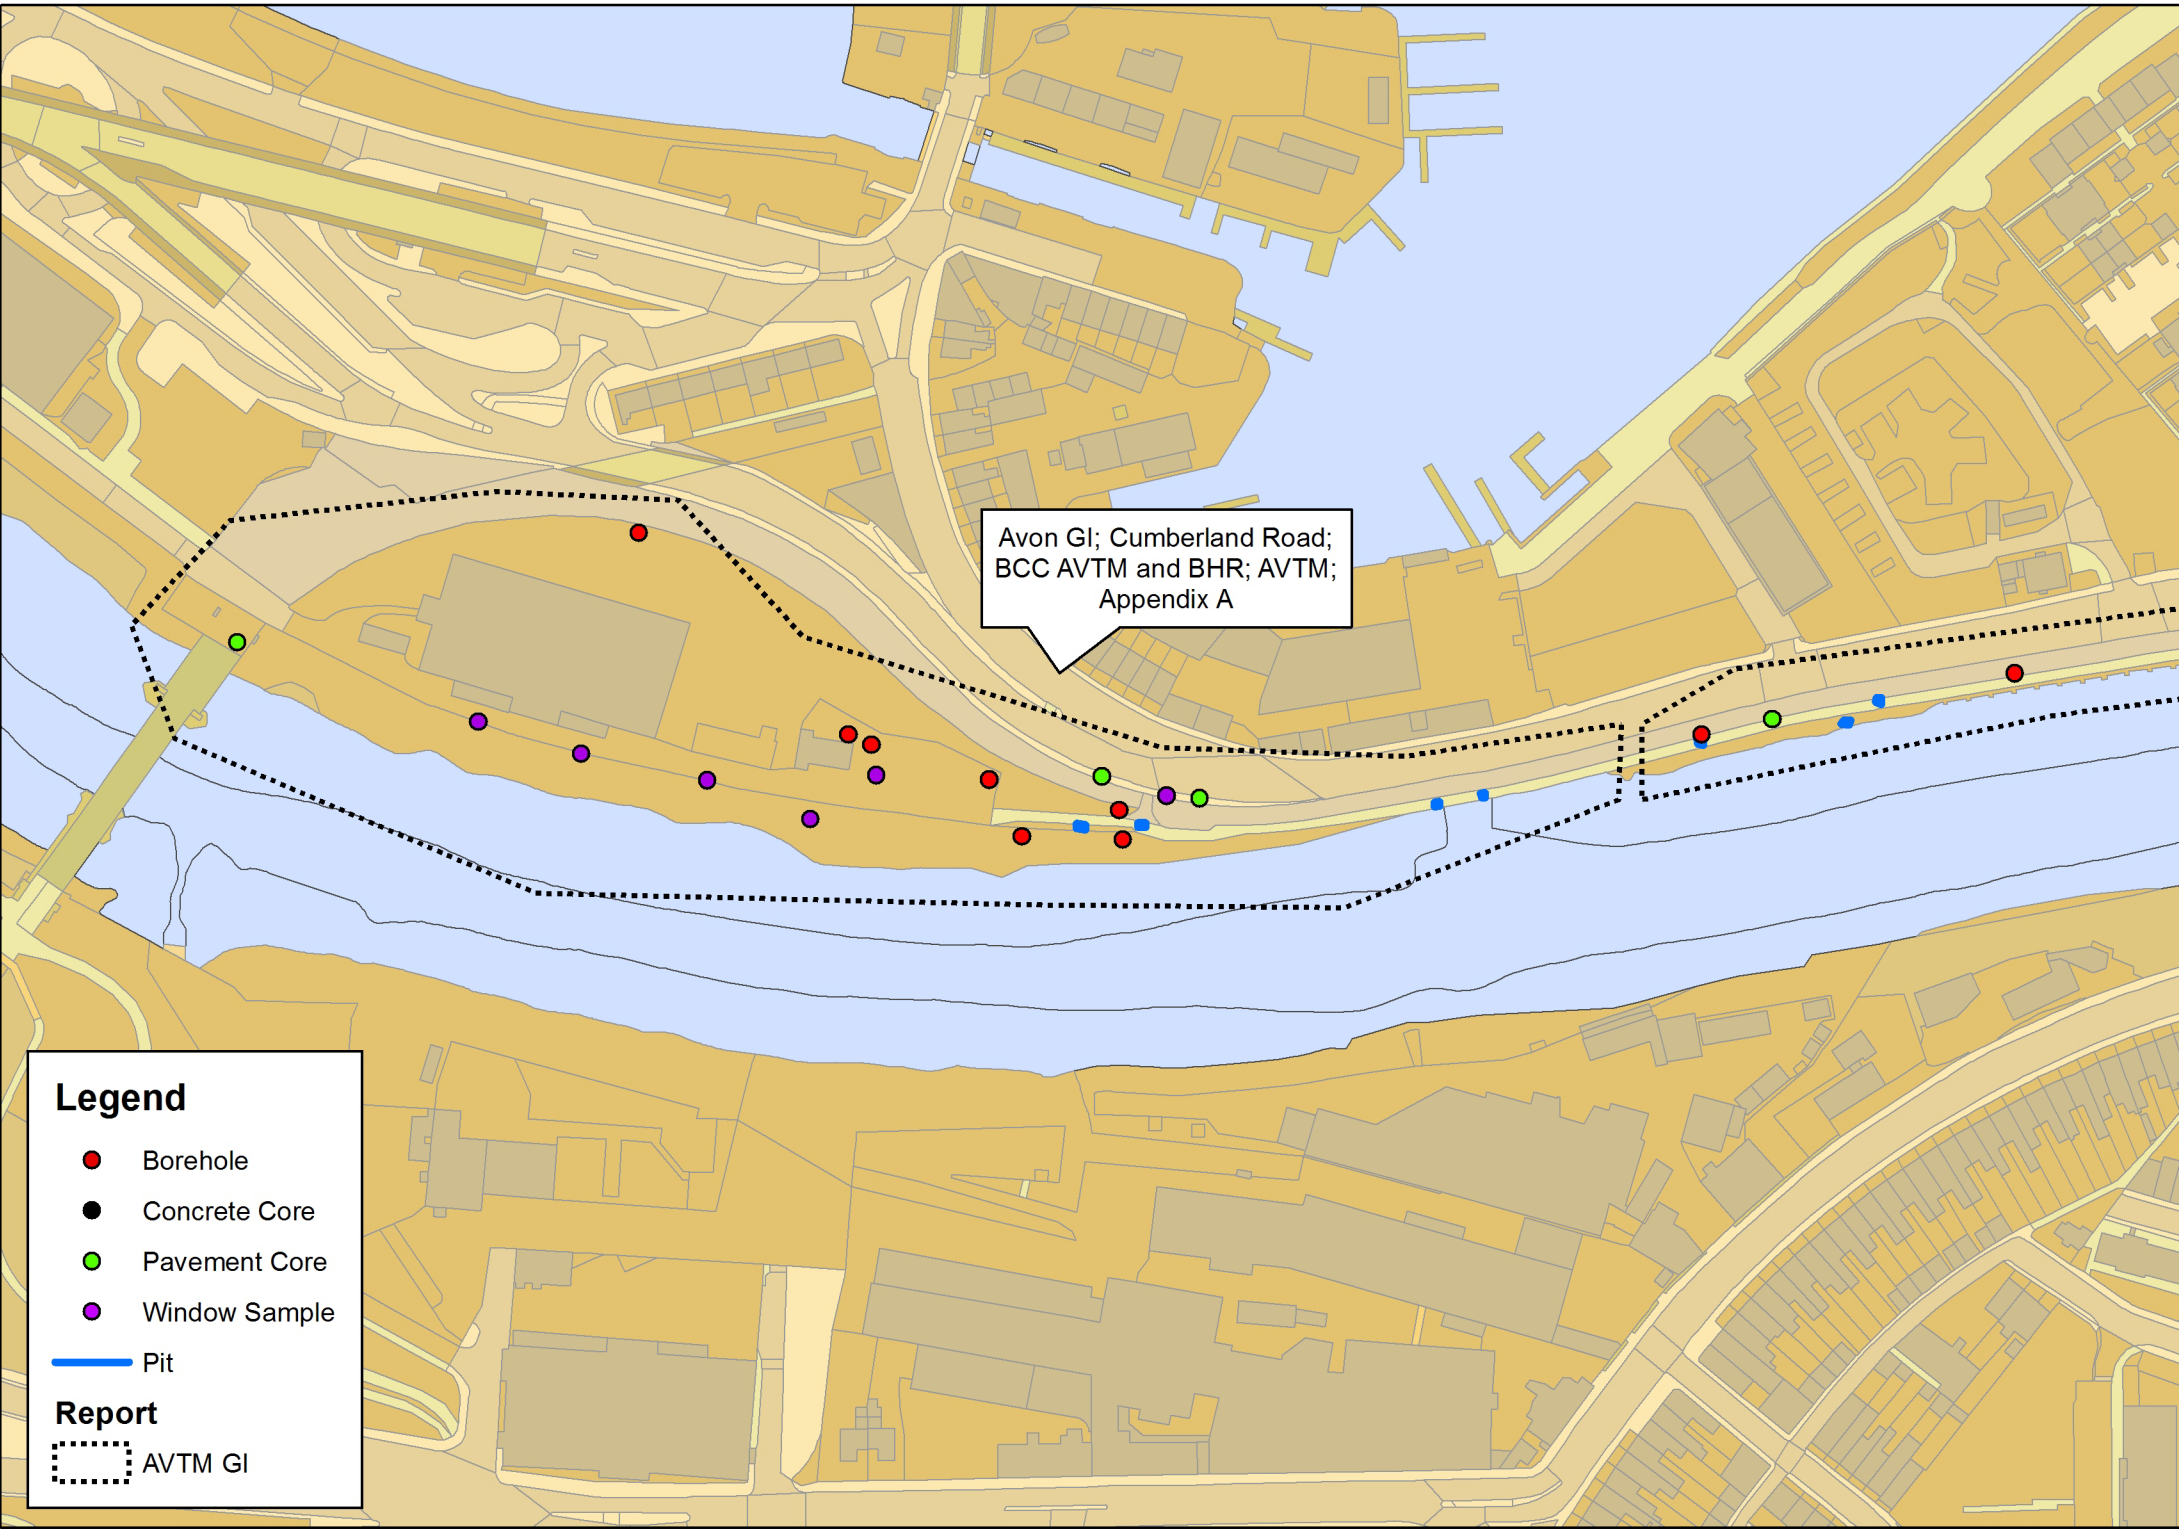 Avon GI; Cumberland Road;
BCC AVTM and BHR; AVTM;
Appendix A
Legend
Borehole
Concrete Core
Pavement Core
Window Sample
Pit
Report
AVTM GI